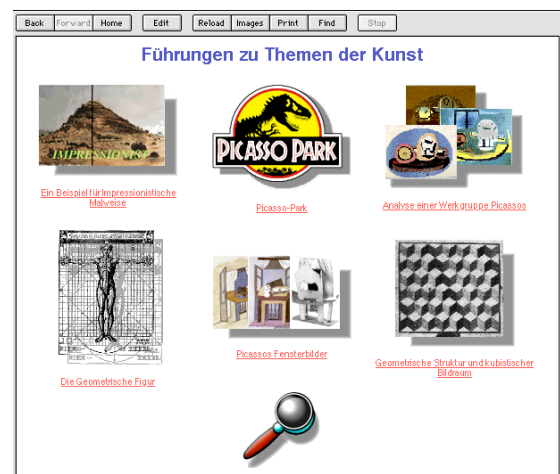 Back Forward Home Edit Reload Images Print Find Stop
Führungen zu Themen der Kunst
IMPRESSIONIST
PICASSO PARK
Ein Beispiel für Impressionistische
Malweise
Picasso-Park
Analyse einer Werkgruppe Picassos
Die Geometrische Figur
Picassos Fensterbilder
Geometrische Struktur und kubistischer
Bildraum